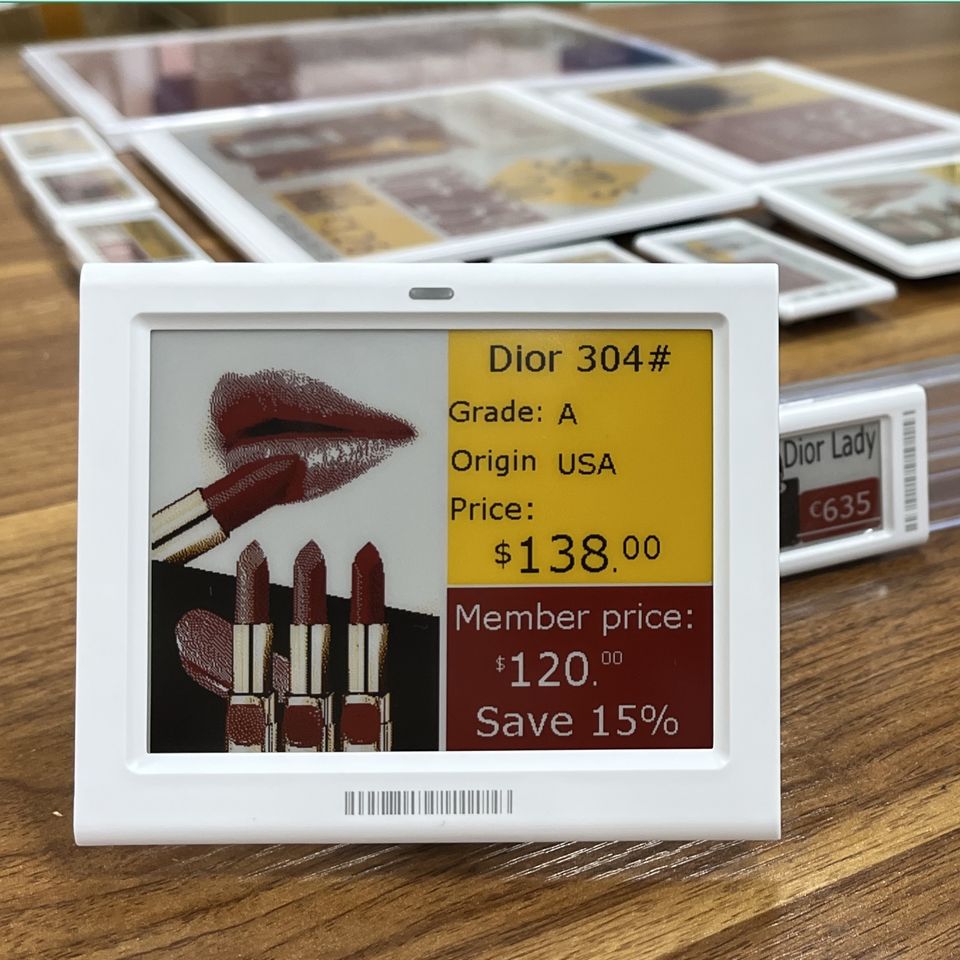 Dior 304#
Grade: A
Origin USA
Price:
$138.00
Member price:
$120.00
Save 15%
Dior Lady
€635